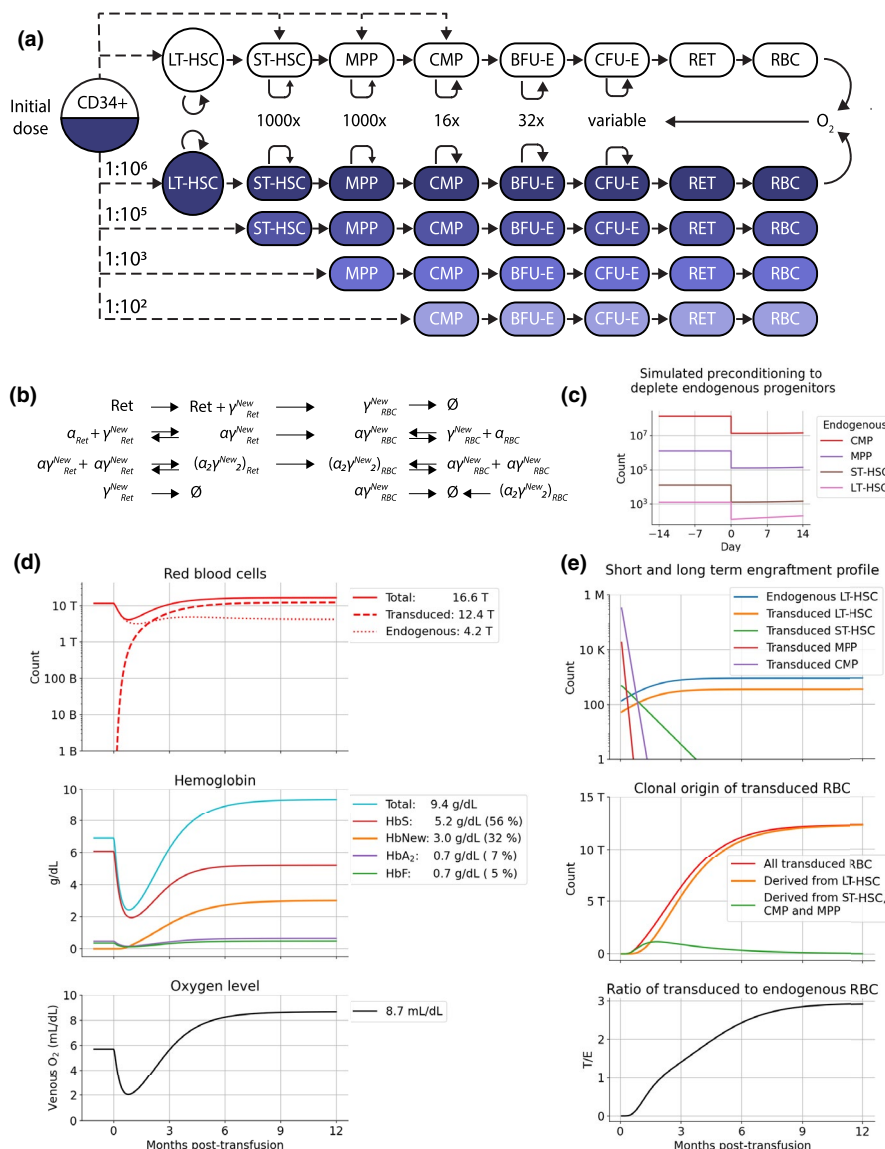 (a)
LT-HSC ST-HSC MPP CMP BFU-E CFU-E RET RBC
Initial dose
CD34+
1000x 1000x 16x 32x variable O₂
1:10⁶ LT-HSC ST-HSC MPP CMP BFU-E CFU-E RET RBC
1:10⁵ ST-HSC MPP CMP BFU-E CFU-E RET RBC
1:10³ MPP CMP BFU-E CFU-E RET RBC
1:10² CMP BFU-E CFU-E RET RBC
(b)
Ret → Ret + γ^New_Ret → γ^New_RBC → Ø
α_Ret + γ^New_Ret ⇄ αγ^New_Ret → αγ^New_RBC ⇄ γ^New_RBC + α_RBC
αγ^New_Ret + αγ^New_Ret ⇄ (α₂γ^New₂)_Ret → (α₂γ^New₂)_RBC ⇄ αγ^New_RBC + αγ^New_RBC
γ^New_Ret → Ø αγ^New_RBC → Ø ← (α₂γ^New₂)_RBC
(c)
Simulated preconditioning to
deplete endogenous progenitors
Count
10⁷
10⁵
10³
−14 −7 0 7 14
Day
Endogenous
CMP
MPP
ST-HSC
LT-HSC
(d)
Red blood cells
Count
10 T
1 T
100 B
10 B
1 B
Total: 16.6 T
Transduced: 12.4 T
Endogenous: 4.2 T
Hemoglobin
g/dL
10
8
6
4
2
0
Total: 9.4 g/dL
HbS: 5.2 g/dL (56 %)
HbNew: 3.0 g/dL (32 %)
HbA₂: 0.7 g/dL ( 7 %)
HbF: 0.7 g/dL ( 5 %)
Oxygen level
Venous O₂ (mL/dL)
10
8
6
4
2
0
8.7 mL/dL
0 3 6 9 12
Months post-transfusion
(e)
Short and long term engraftment profile
Count
1 M
10 K
100
1
Endogenous LT-HSC
Transduced LT-HSC
Transduced ST-HSC
Transduced MPP
Transduced CMP
Clonal origin of transduced RBC
Count
15 T
10 T
5 T
0
All transduced RBC
Derived from LT-HSC
Derived from ST-HSC,
CMP and MPP
Ratio of transduced to endogenous RBC
T/E
3
2
1
0
0 3 6 9 12
Months post-transfusion